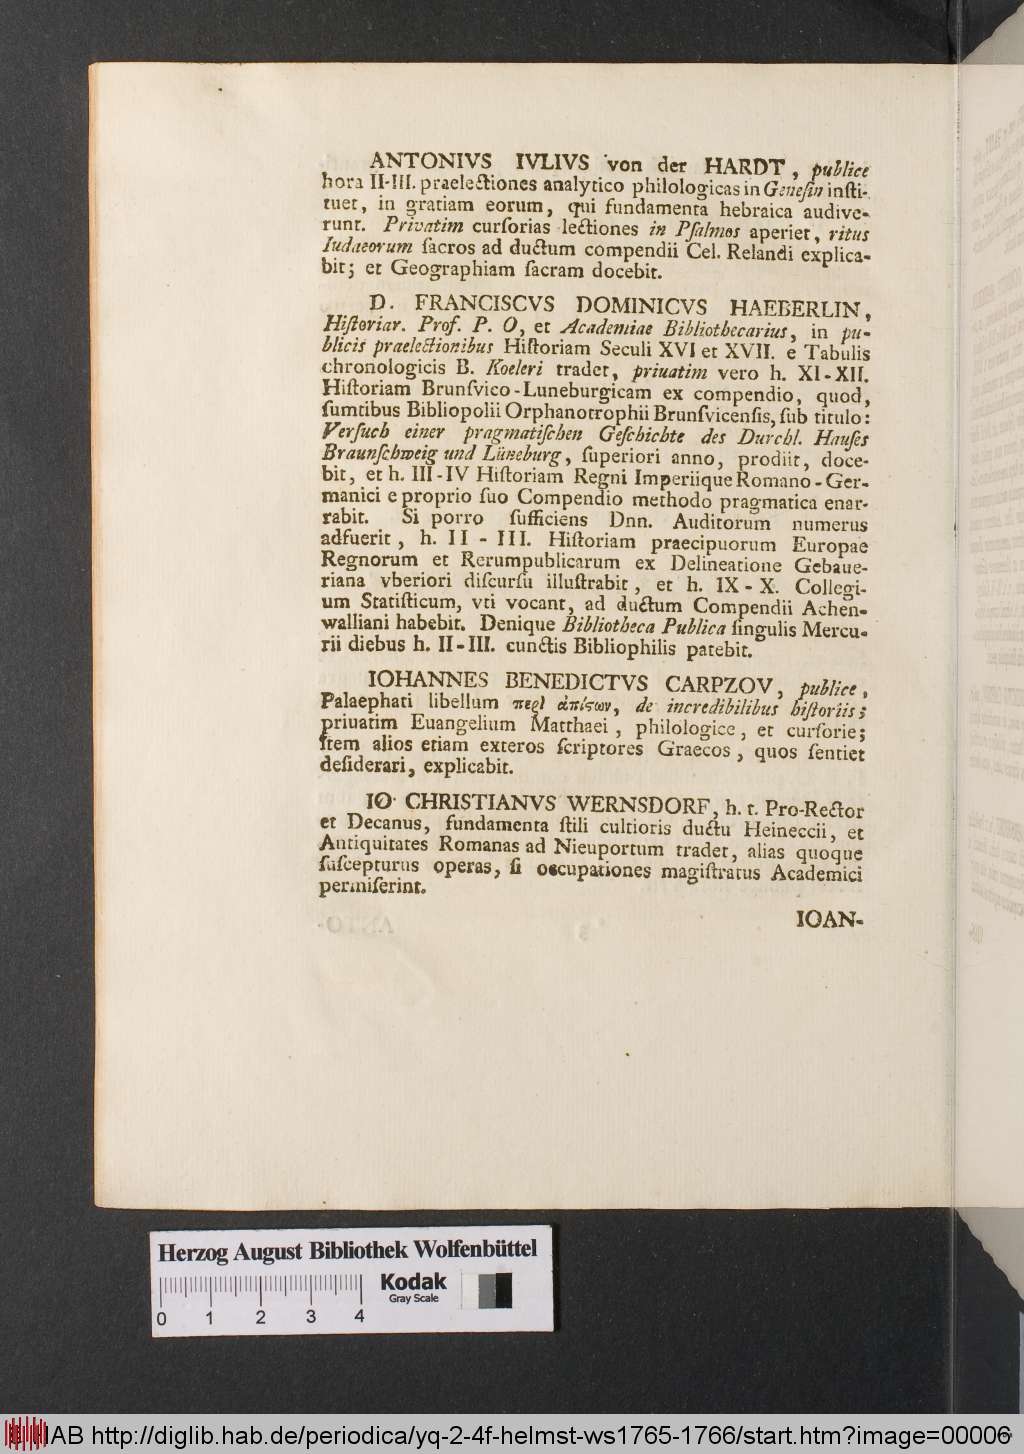 ANTONIVS IVLIVS von der HARDT, publice
hora II-III. praelectiones analytico philologicas in Geneſin inſti-
tuet, in gratiam eorum, qui fundamenta hebraica audive-
runt. Privatim curſorias lectiones in Pſalmos aperiet, ritus
Iudaeorum ſacros ad ductum compendii Cel. Relandi explica-
bit; et Geographiam ſacram docebit.
D. FRANCISCVS DOMINICVS HAEBERLIN,
Hiſtoriar. Prof. P. O, et Academiae Bibliothecarius, in pu-
blicis praelectionibus Hiſtoriam Seculi XVI et XVII. e Tabulis
chronologicis B. Koeleri tradet, priuatim vero h. XI-XII.
Hiſtoriam Brunſvico-Luneburgicam ex compendio, quod,
ſumtibus Bibliopolii Orphanotrophii Brunſvicenſis, ſub titulo:
Verſuch einer pragmatiſchen Geſchichte des Durchl. Hauſes
Braunſchweig und Lüneburg, ſuperiori anno, prodiit, doce-
bit, et h. III-IV Hiſtoriam Regni Imperiique Romano-Ger-
manici e proprio ſuo Compendio methodo pragmatica enar-
rabit. Si porro ſufficiens Dnn. Auditorum numerus
adfuerit, h. II - III. Hiſtoriam praecipuorum Europae
Regnorum et Rerumpublicarum ex Delineatione Gebaue-
riana vberiori diſcurſu illuſtrabit, et h. IX-X. Collegi-
um Statiſticum, vti vocant, ad ductum Compendii Achen-
walliani habebit. Denique Bibliotheca Publica ſingulis Mercu-
rii diebus h. II-III. cunctis Bibliophilis patebit.
IOHANNES BENEDICTVS CARPZOV, publice,
Palaephati libellum περὶ ἀπίςων, de incredibilibus hiſtoriis;
priuatim Euangelium Matthaei, philologice, et curſorie;
item alios etiam exteros ſcriptores Graecos, quos ſentiet
deſiderari, explicabit.
IO. CHRISTIANVS WERNSDORF, h. t. Pro-Rector
et Decanus, fundamenta ſtili cultioris ductu Heineccii, et
Antiquitates Romanas ad Nieuportum tradet, alias quoque
ſuſcepturus operas, ſi occupationes magiſtratus Academici
permiſerint.
IOAN-
Herzog August Bibliothek Wolfenbüttel
Kodak
Gray Scale
0 1 2 3 4
HAB http://diglib.hab.de/periodica/yq-2-4f-helmst-ws1765-1766/start.htm?image=00006